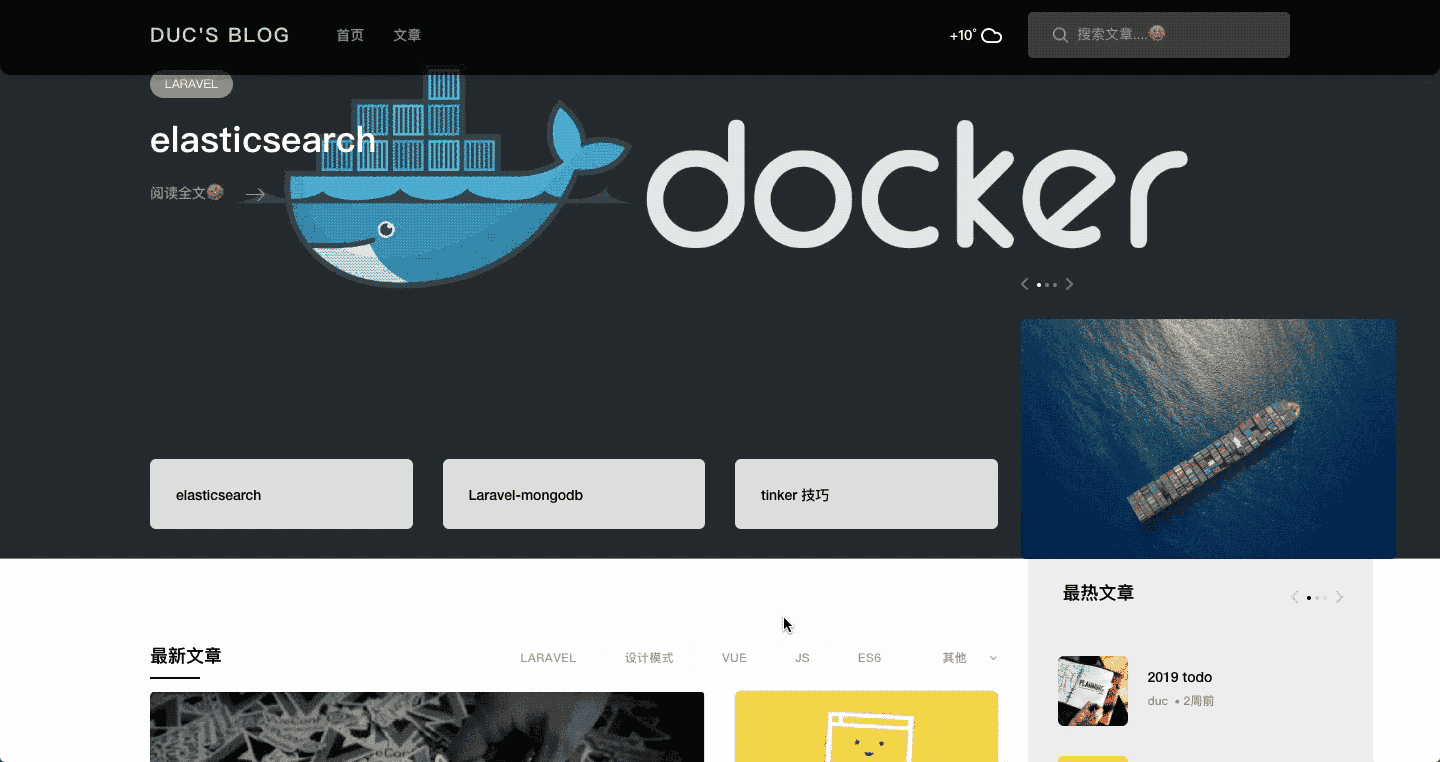 DUC'S BLOG 首页 文章 +10° 搜索文章....
LARAVEL
elasticsearch
阅读全文
docker
elasticsearch Laravel-mongodb tinker 技巧
最热文章
最新文章 LARAVEL 设计模式 VUE JS ES6 其他
2019 todo
duc • 2周前
PLANNING